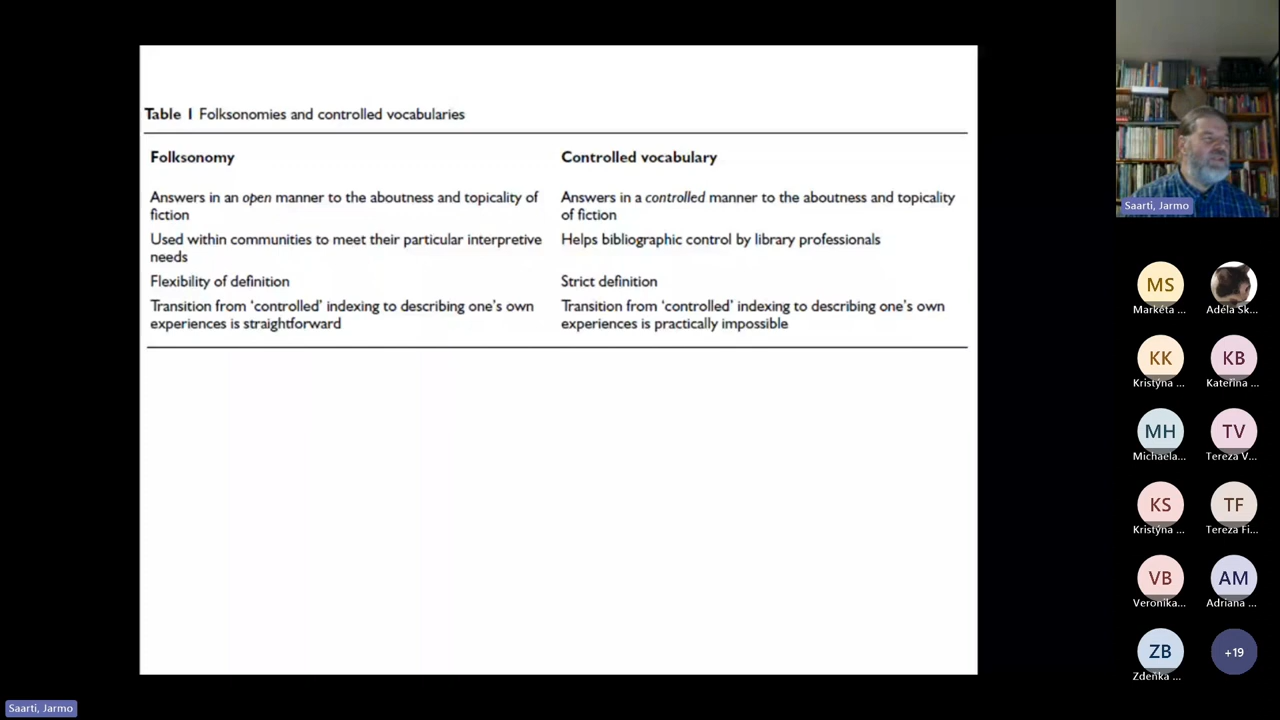 Table 1 Folksonomies and controlled vocabularies
Folksonomy
Controlled vocabulary
Answers in an open manner to the aboutness and topicality of
fiction
Answers in a controlled manner to the aboutness and topicality
of fiction
Used within communities to meet their particular interpretive
needs
Helps bibliographic control by library professionals
Flexibility of definition
Strict definition
Transition from ‘controlled’ indexing to describing one’s own
experiences is straightforward
Transition from ‘controlled’ indexing to describing one’s own
experiences is practically impossible
Saarti, Jarmo
MS
Markéta ...
Adéla Sk...
KK
Kristýna ...
KB
Kateřina ...
MH
Michaela...
TV
Tereza V...
KS
Kristýna ...
TF
Tereza Fi...
VB
Veronika...
AM
Adriana ...
ZB
Zdeňka ...
+19
Saarti, Jarmo